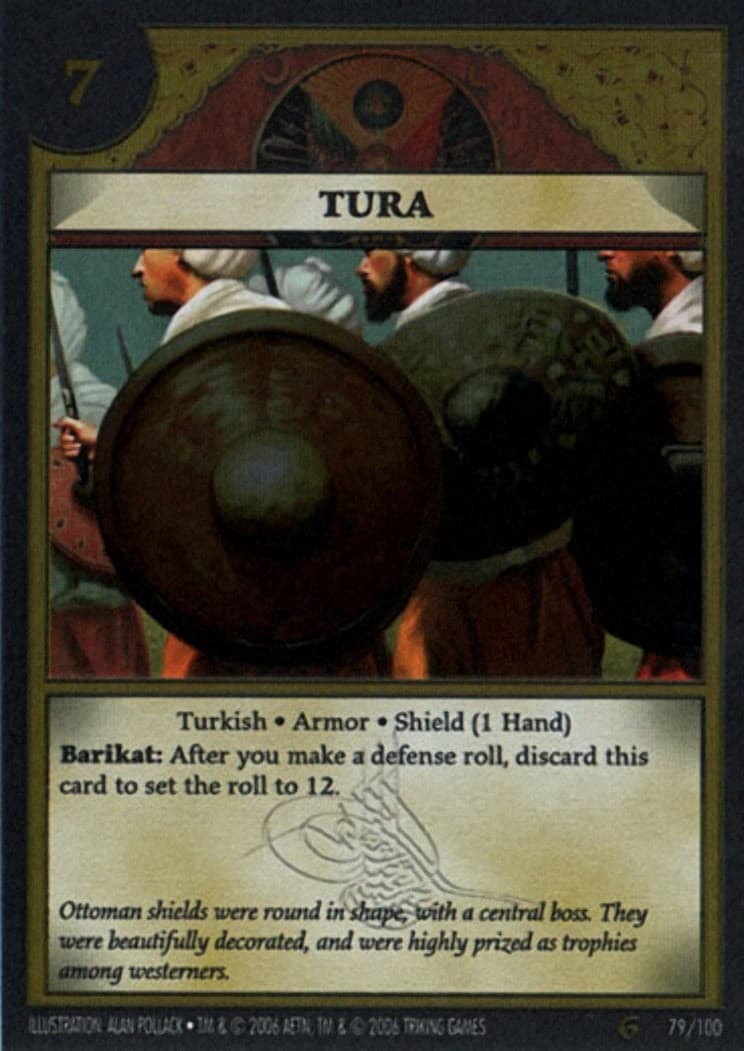 7
TURA
Turkish • Armor • Shield (1 Hand)
Barikat: After you make a defense roll, discard this
card to set the roll to 12.
Ottoman shields were round in shape, with a central boss. They
were beautifully decorated, and were highly prized as trophies
among westerners.
ILLUSTRATION: ALAN POLLACK • TM & © 2006 AETN, TM & © 2006 TRIKING GAMES
6 79/100